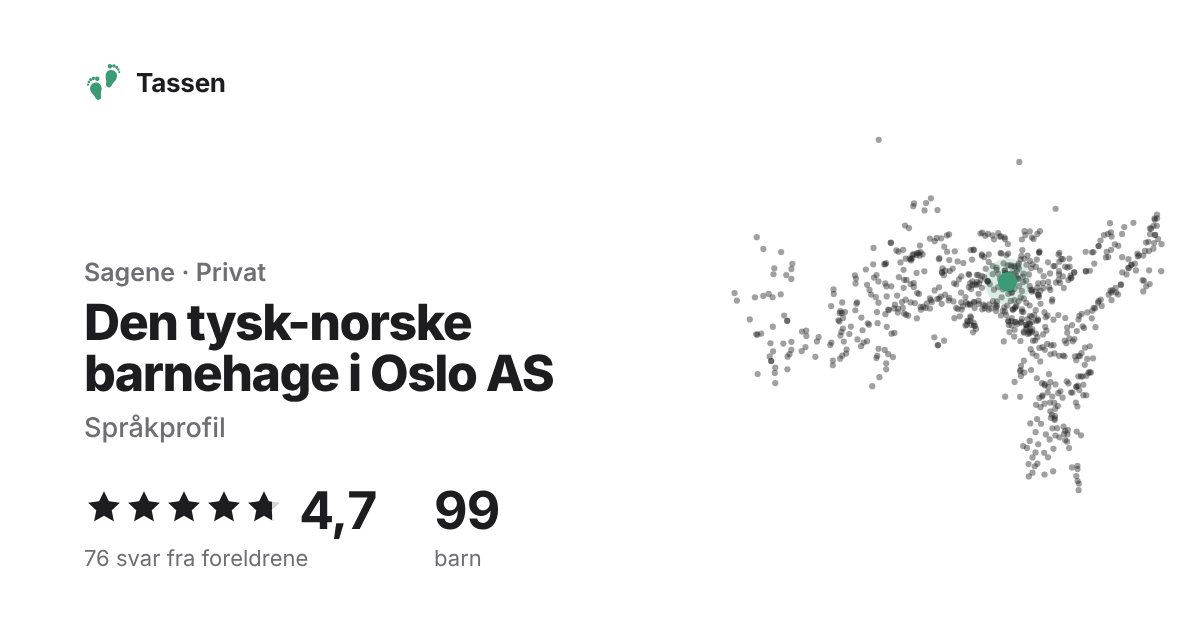 Tassen
Sagene · Privat
Den tysk-norske
barnehage i Oslo AS
Språkprofil
4,7
76 svar fra foreldrene
99
barn